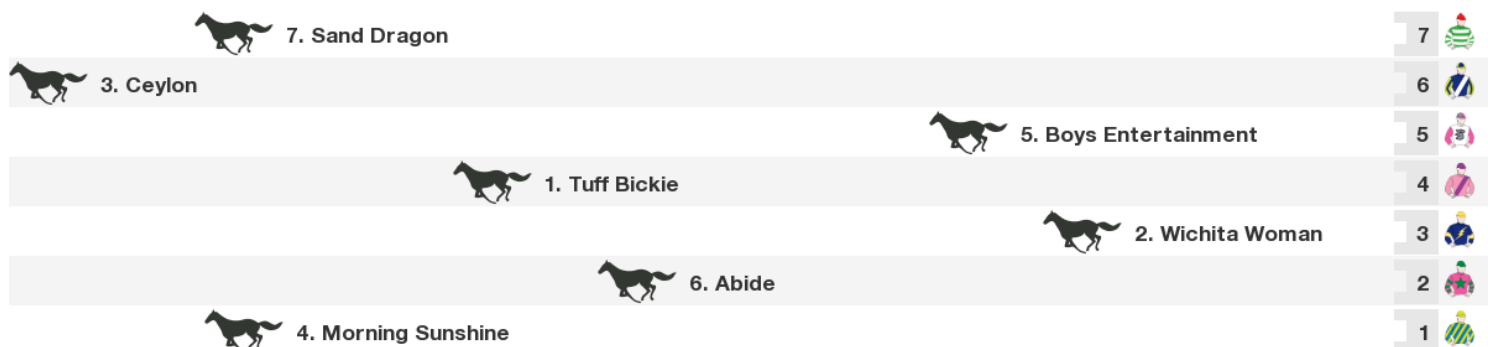 7. Sand Dragon 7
3. Ceylon 6
5. Boys Entertainment 5
1. Tuff Bickie 4
2. Wichita Woman 3
6. Abide 2
4. Morning Sunshine 1